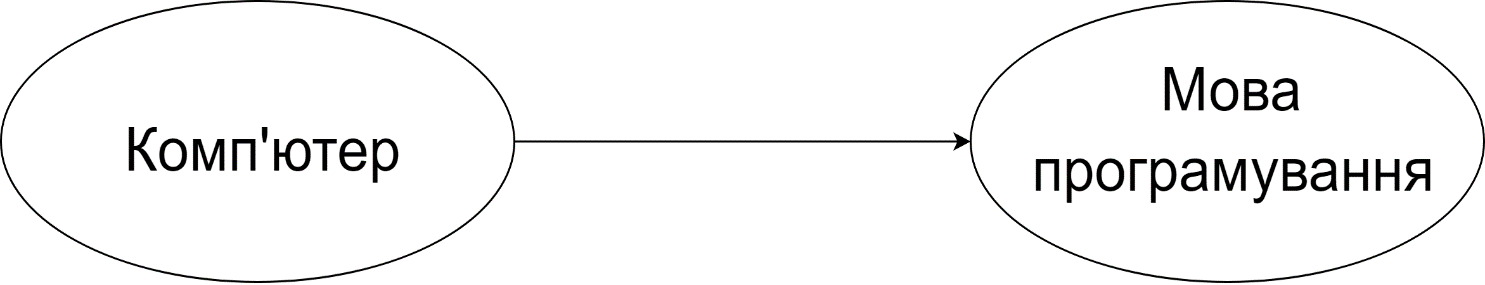 Комп'ютер
Мова
програмування